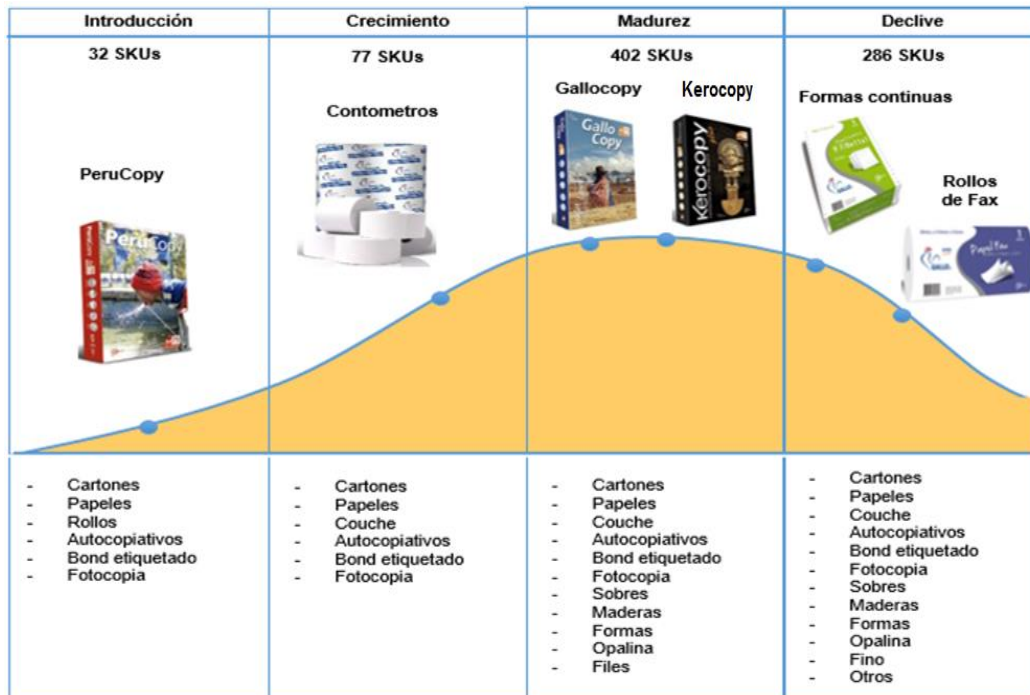 Introducción
Crecimiento
Madurez
Declive
32 SKUs
77 SKUs
402 SKUs
286 SKUs
PeruCopy
Contometros
Gallocopy
Kerocopy
Formas continuas
Rollos
de Fax
PeruCopy
Gallo
Copy
Kerocopy
- Cartones
- Papeles
- Rollos
- Autocopiativos
- Bond etiquetado
- Fotocopia
- Cartones
- Papeles
- Couche
- Autocopiativos
- Bond etiquetado
- Fotocopia
- Cartones
- Papeles
- Couche
- Autocopiativos
- Bond etiquetado
- Fotocopia
- Sobres
- Maderas
- Formas
- Opalina
- Files
- Cartones
- Papeles
- Couche
- Autocopiativos
- Bond etiquetado
- Fotocopia
- Sobres
- Maderas
- Formas
- Opalina
- Fino
- Otros